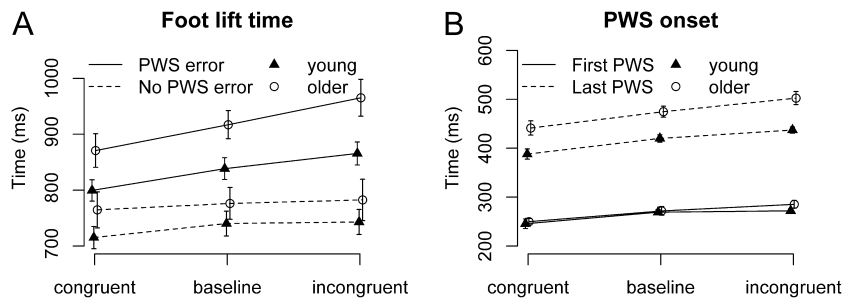 A
Foot lift time
PWS error
young
No PWS error
older
Time (ms)
1000
900
800
700
congruent
baseline
incongruent
B
PWS onset
First PWS
young
Last PWS
older
Time (ms)
600
500
400
300
200
congruent
baseline
incongruent